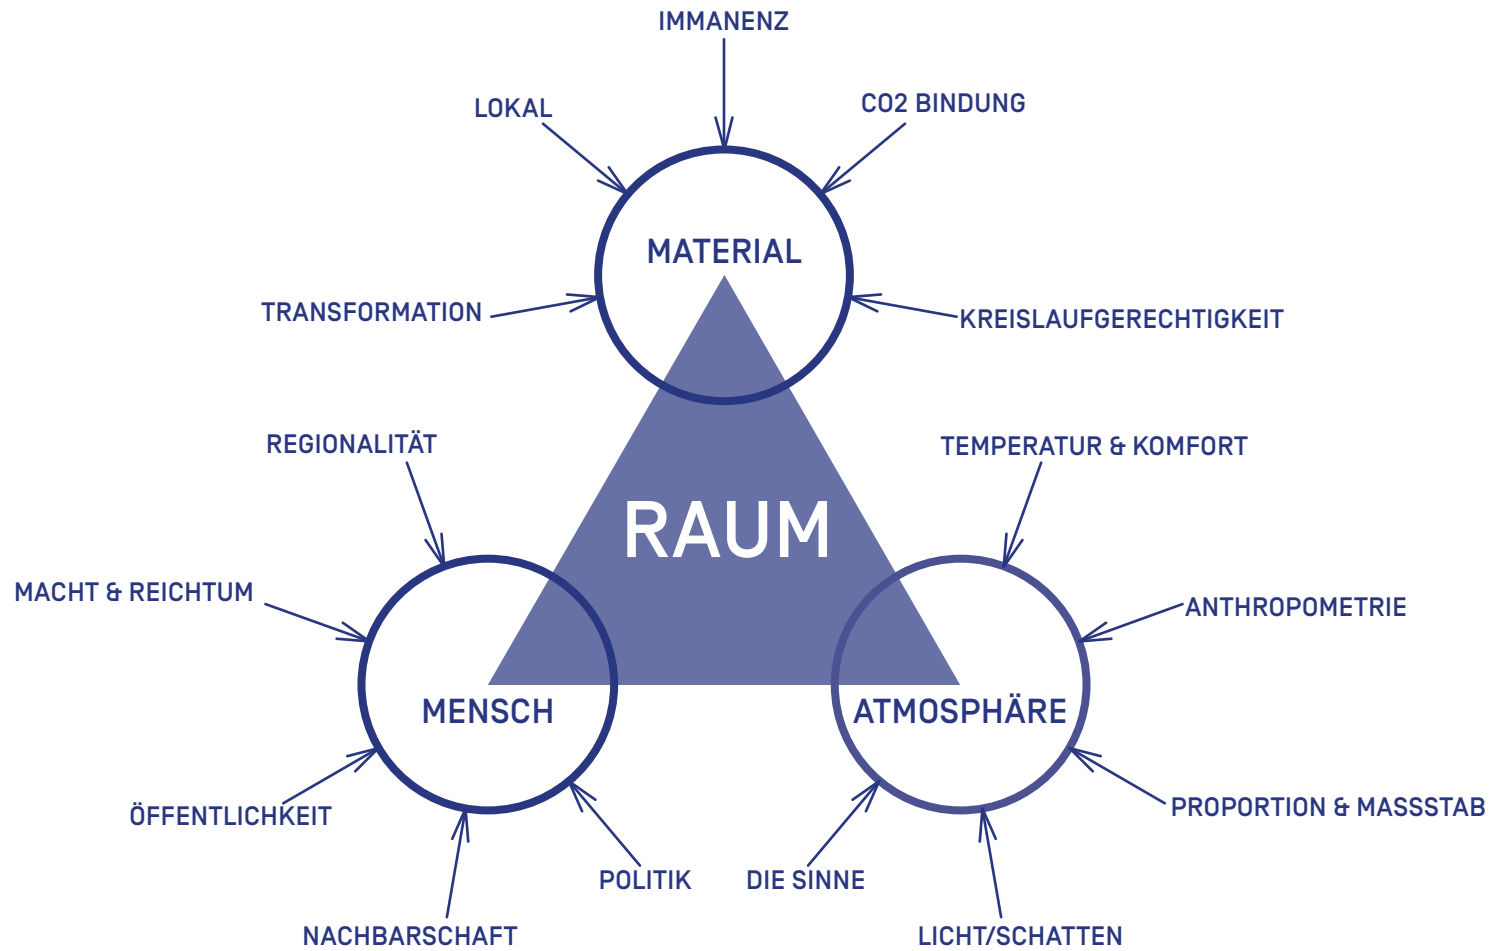 IMMANENZ
LOKAL
CO2 BINDUNG
MATERIAL
TRANSFORMATION
KREISLAUFGERECHTIGKEIT
REGIONALITÄT
TEMPERATUR & KOMFORT
RAUM
MACHT & REICHTUM
ANTHROPOMETRIE
MENSCH
ATMOSPHÄRE
ÖFFENTLICHKEIT
PROPORTION & MASSSTAB
POLITIK
DIE SINNE
NACHBARSCHAFT
LICHT/SCHATTEN